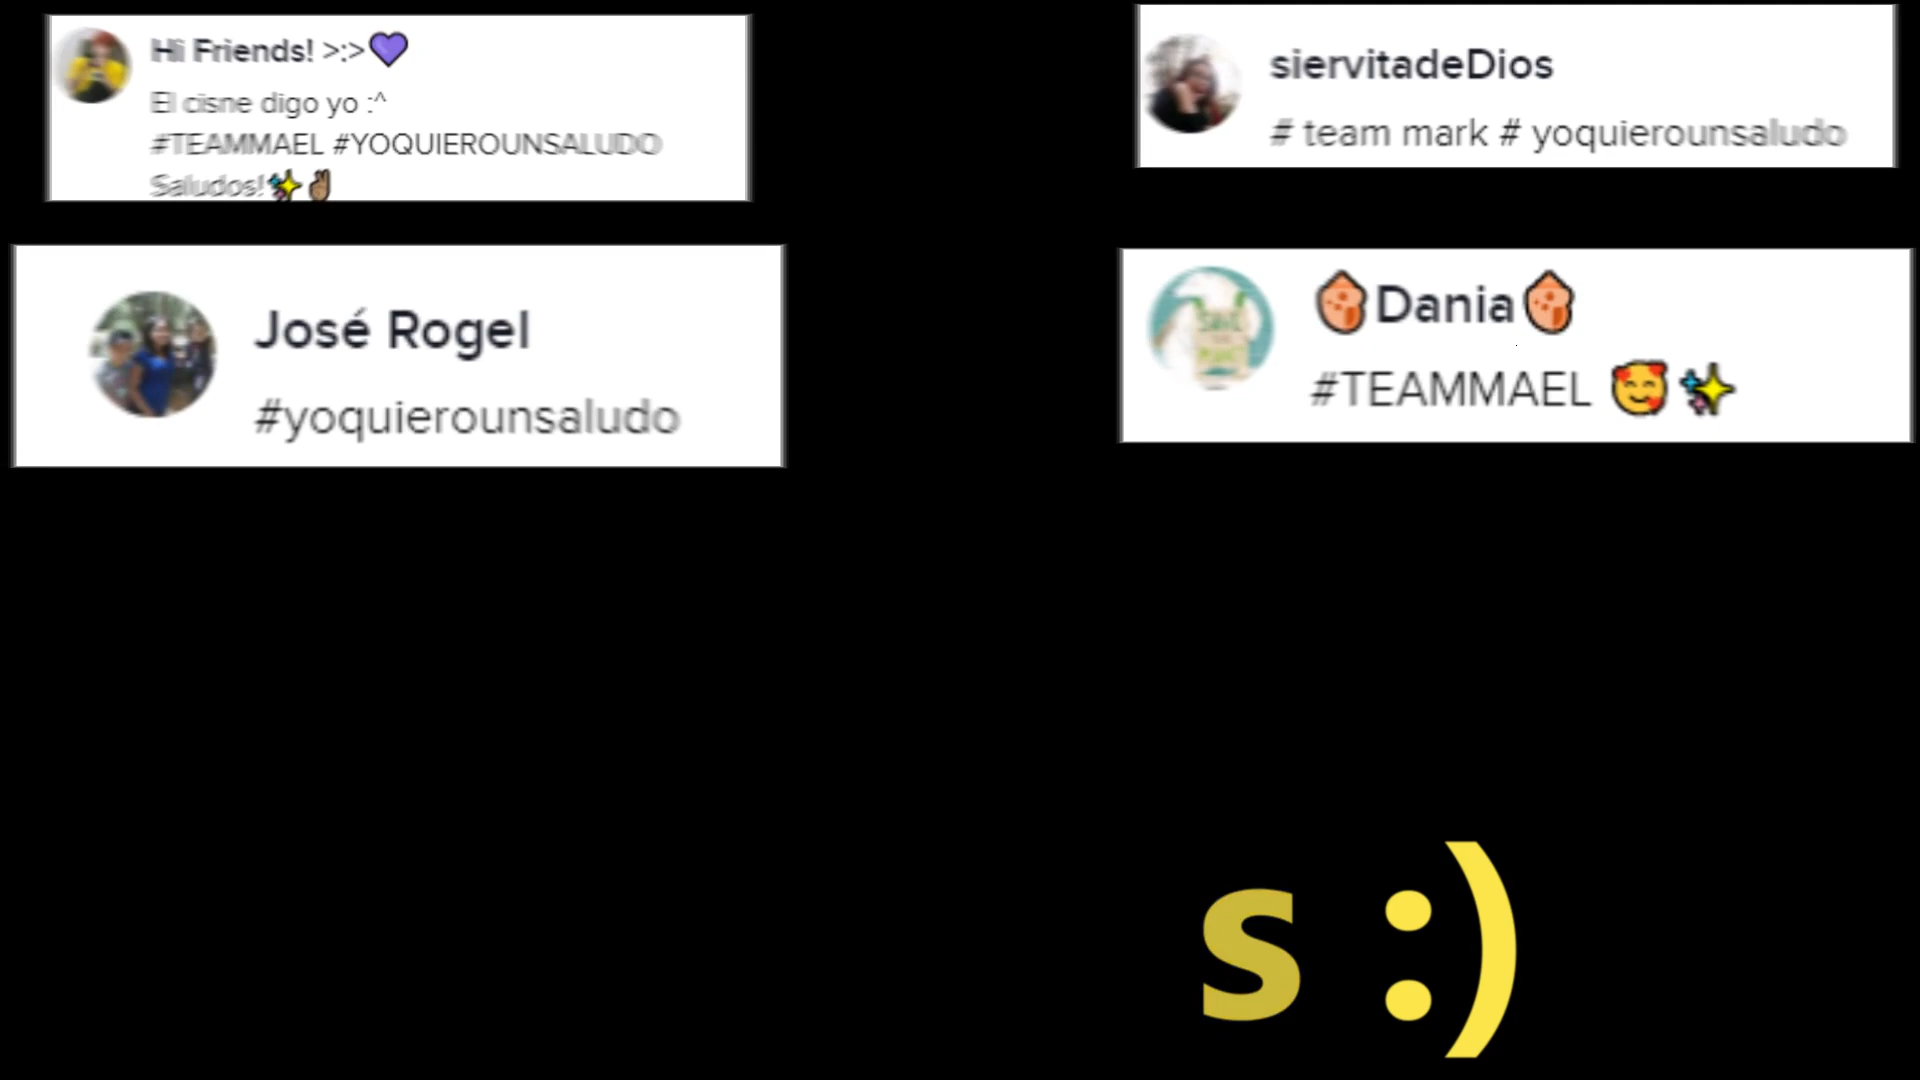 Hi Friends! >:>💜
El cisne digo yo :^
#TEAMMAEL #YOQUIEROUNSALUDO
Saludos!✨✌🏽
siervitadeDios
# team mark # yoquierounsaludo
José Rogel
#yoquierounsaludo
Dania
#TEAMMAEL 🥰✨
s :)